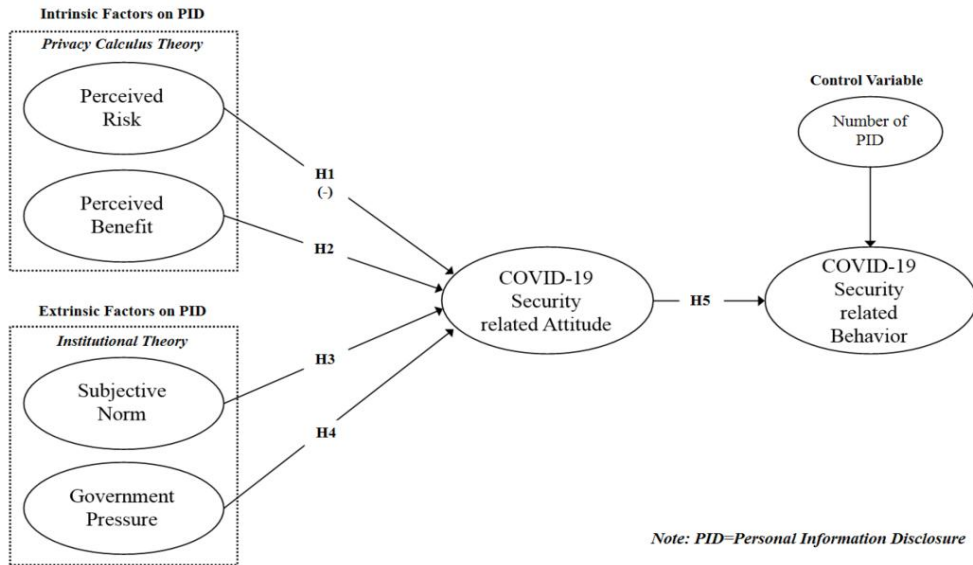 Intrinsic Factors on PID
Privacy Calculus Theory
Perceived
Risk
Perceived
Benefit
Extrinsic Factors on PID
Institutional Theory
Subjective
Norm
Government
Pressure
H1
(-)
H2
H3
H4
COVID-19
Security
related Attitude
H5
Control Variable
Number of
PID
COVID-19
Security
related
Behavior
Note: PID=Personal Information Disclosure